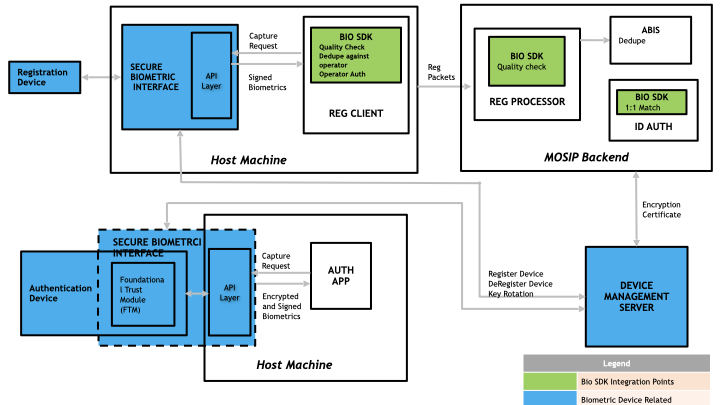 Registration
Device
SECURE
BIOMETRIC
INTERFACE
API
Layer
Capture
Request
Signed
Biometrics
BIO SDK
Quality Check
Dedupe against
operator
Operator Auth
REG CLIENT
Host Machine
Reg
Packets
BIO SDK
Quality check
REG PROCESSOR
ABIS
Dedupe
BIO SDK
1:1 Match
ID AUTH
MOSIP Backend
Encryption
Certificate
SECURE BIOMETRCI
INTERFACE
Authentication
Device
Foundationa
l Trust
Module
(FTM)
API
Layer
Capture
Request
Encrypted
and Signed
Biometrics
AUTH
APP
Host Machine
Register Device
DeRegister Device
Key Rotation
DEVICE
MANAGEMENT
SERVER
Legend
Bio SDK Integration Points
Biometric Device Related